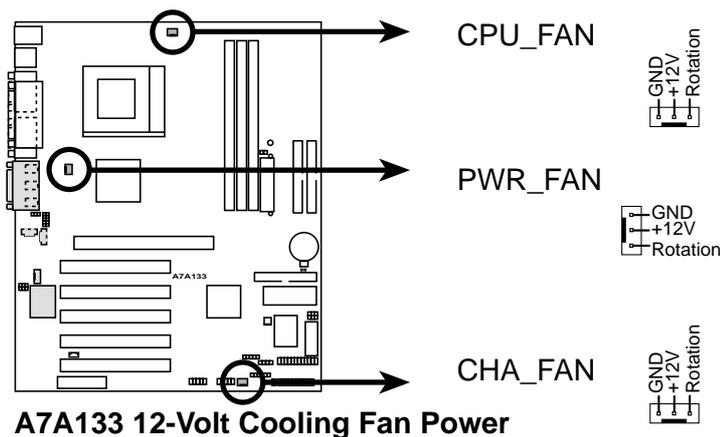 CPU_FAN
GND
+12V
Rotation
PWR_FAN
GND
+12V
Rotation
A7A133
CHA_FAN
GND
+12V
Rotation
A7A133 12-Volt Cooling Fan Power